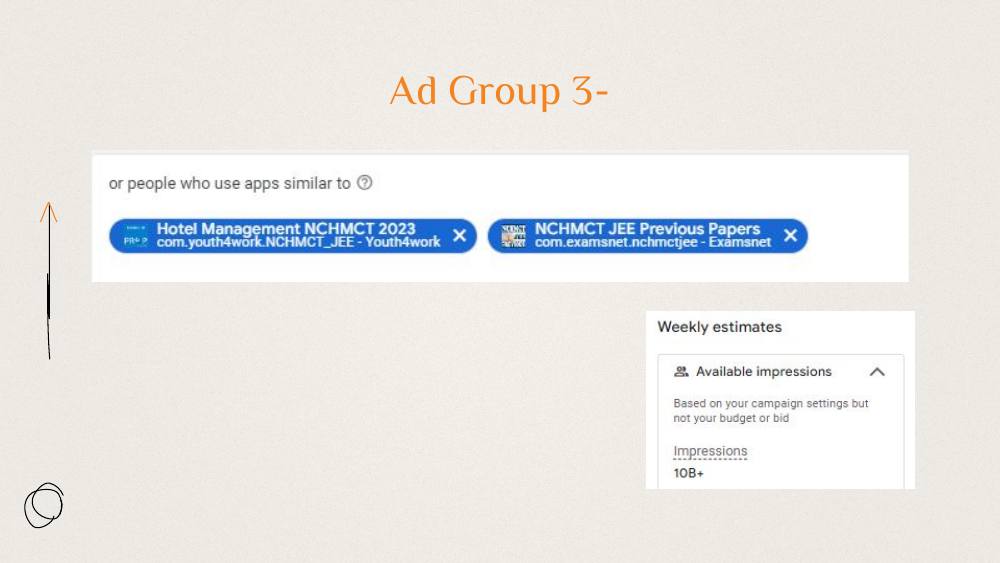 Ad Group 3-
or people who use apps similar to
Hotel Management NCHMCT 2023
com.youth4work.NCHMCT_JEE - Youth4work
NCHMCT JEE Previous Papers
com.examsnet.nchmctjee - Examsnet
Weekly estimates
Available impressions
Based on your campaign settings but
not your budget or bid
Impressions
10B+